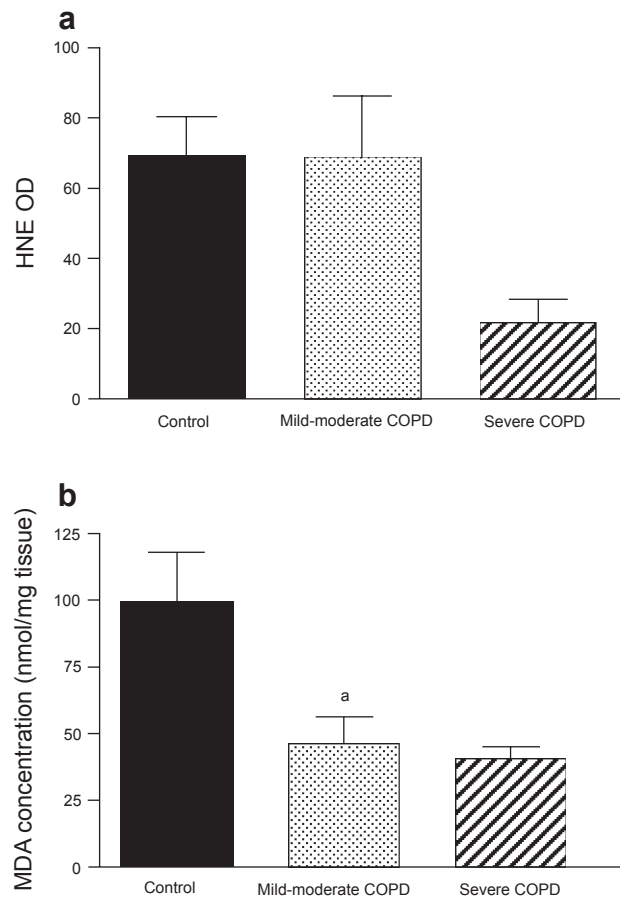 a
100
80
60
40
20
0
HNE OD
Control
Mild-moderate COPD
Severe COPD
b
125
100
75
50
25
0
MDA concentration (nmol/mg tissue)
a
Control
Mild-moderate COPD
Severe COPD